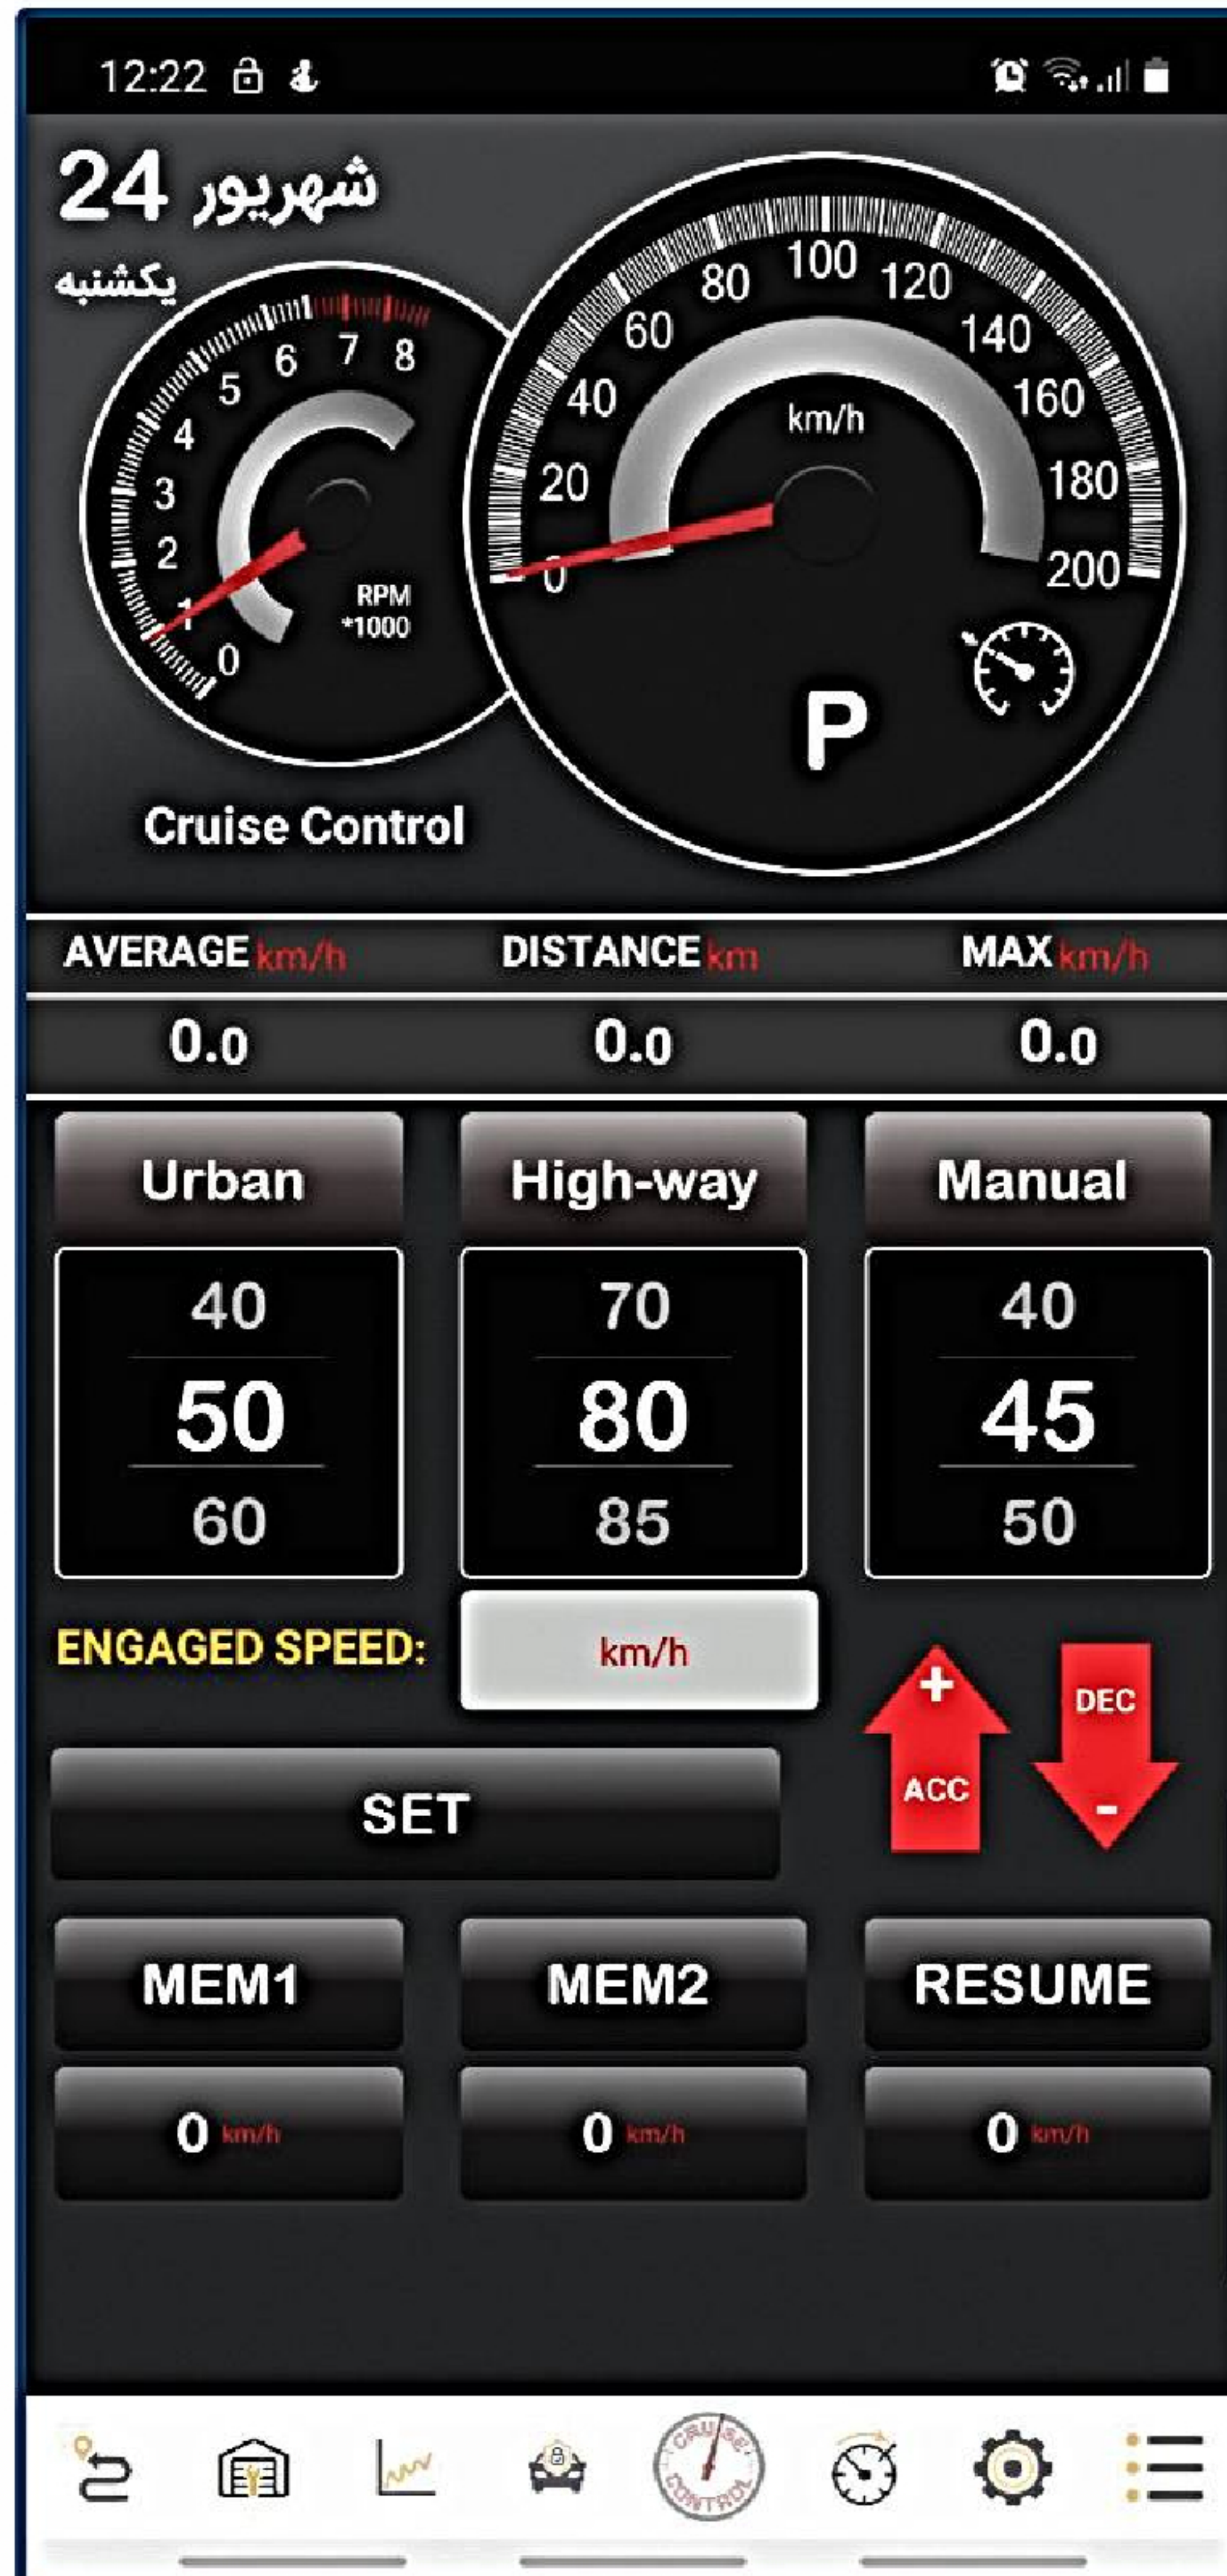 12:22
24 شهریور
یکشنبه
0
1
2
3
4
5
6
7
8
RPM
*1000
0
20
40
60
80
100
120
140
160
180
200
km/h
P
Cruise Control
AVERAGE km/h DISTANCE km MAX km/h
0.0 0.0 0.0
Urban High-way Manual
40 70 40
50 80 45
60 85 50
ENGAGED SPEED: km/h
+
ACC
DEC
-
SET
MEM1 MEM2 RESUME
0 km/h 0 km/h 0 km/h
CRUISE
CONTROL